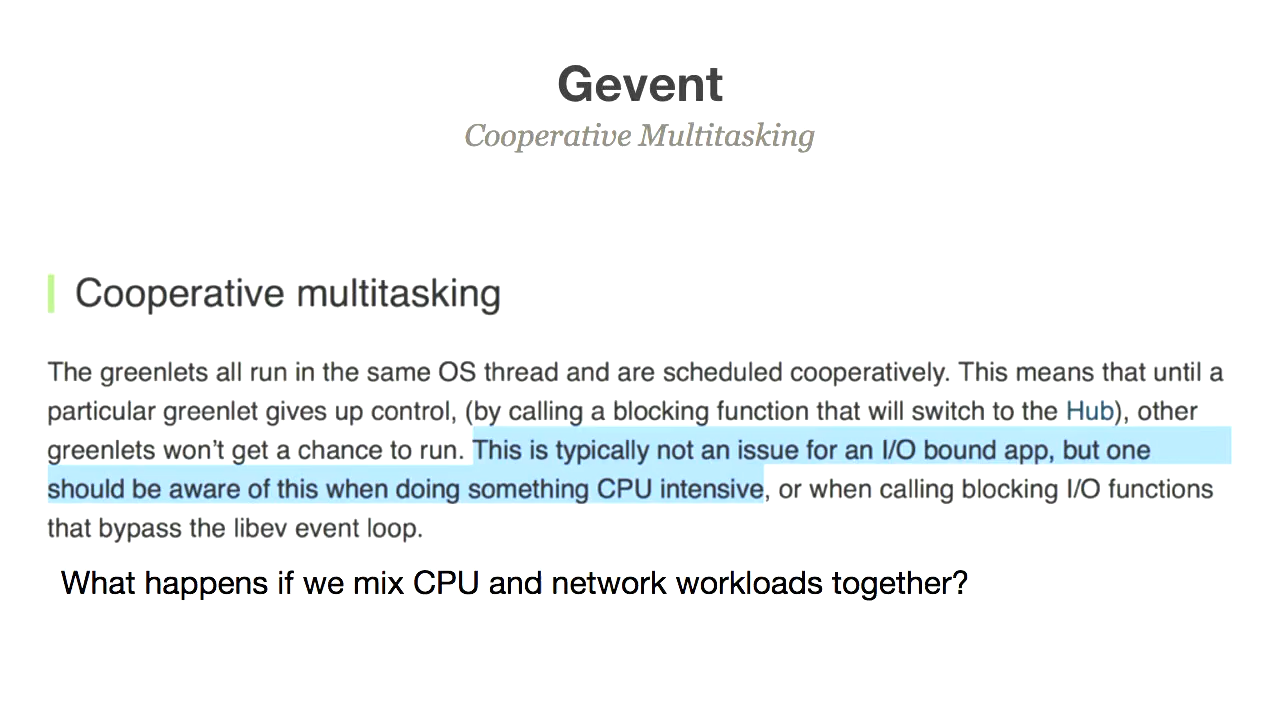 Gevent
Cooperative Multitasking
Cooperative multitasking
The greenlets all run in the same OS thread and are scheduled cooperatively. This means that until a
particular greenlet gives up control, (by calling a blocking function that will switch to the Hub), other
greenlets won’t get a chance to run. This is typically not an issue for an I/O bound app, but one
should be aware of this when doing something CPU intensive, or when calling blocking I/O functions
that bypass the libev event loop.
What happens if we mix CPU and network workloads together?